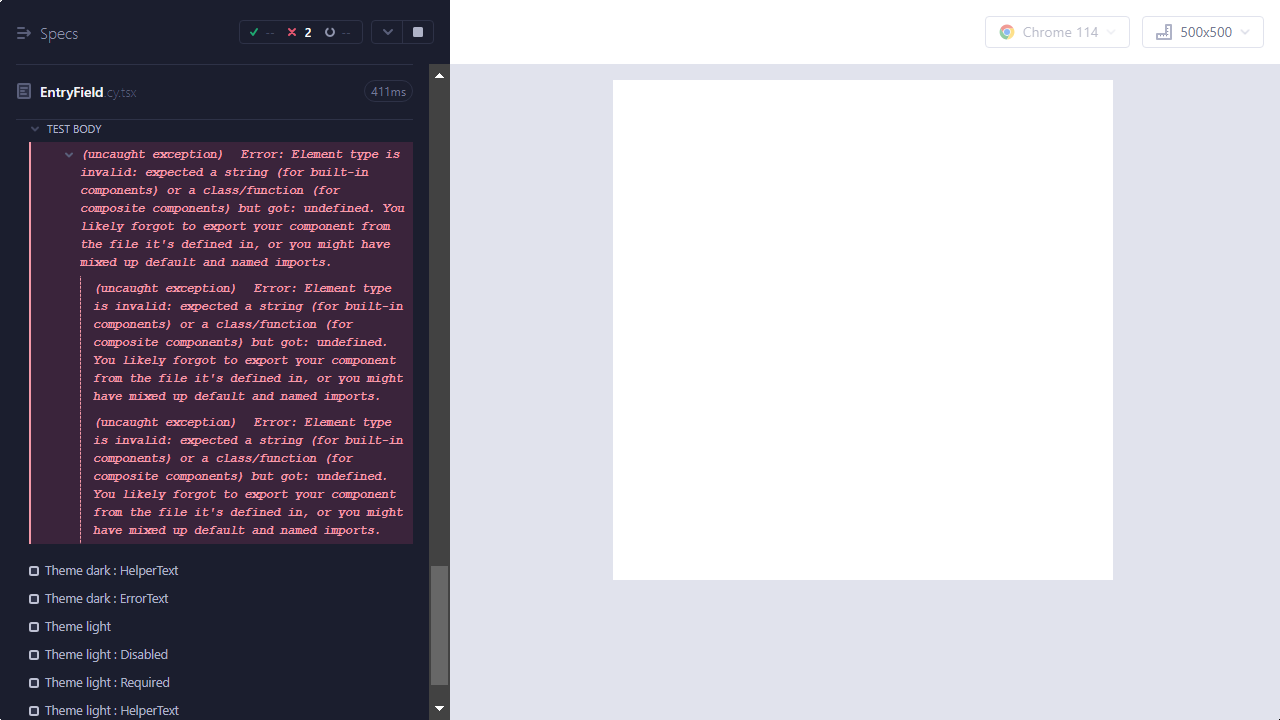 Specs
-- 2 --
Chrome 114
500x500
EntryField.cy.tsx
411ms
TEST BODY
(uncaught exception) Error: Element type is
invalid: expected a string (for built-in
components) or a class/function (for
composite components) but got: undefined. You
likely forgot to export your component from
the file it's defined in, or you might have
mixed up default and named imports.
(uncaught exception) Error: Element type
is invalid: expected a string (for built-in
components) or a class/function (for
composite components) but got: undefined.
You likely forgot to export your component
from the file it's defined in, or you might
have mixed up default and named imports.
(uncaught exception) Error: Element type
is invalid: expected a string (for built-in
components) or a class/function (for
composite components) but got: undefined.
You likely forgot to export your component
from the file it's defined in, or you might
have mixed up default and named imports.
Theme dark : HelperText
Theme dark : ErrorText
Theme light
Theme light : Disabled
Theme light : Required
Theme light : HelperText